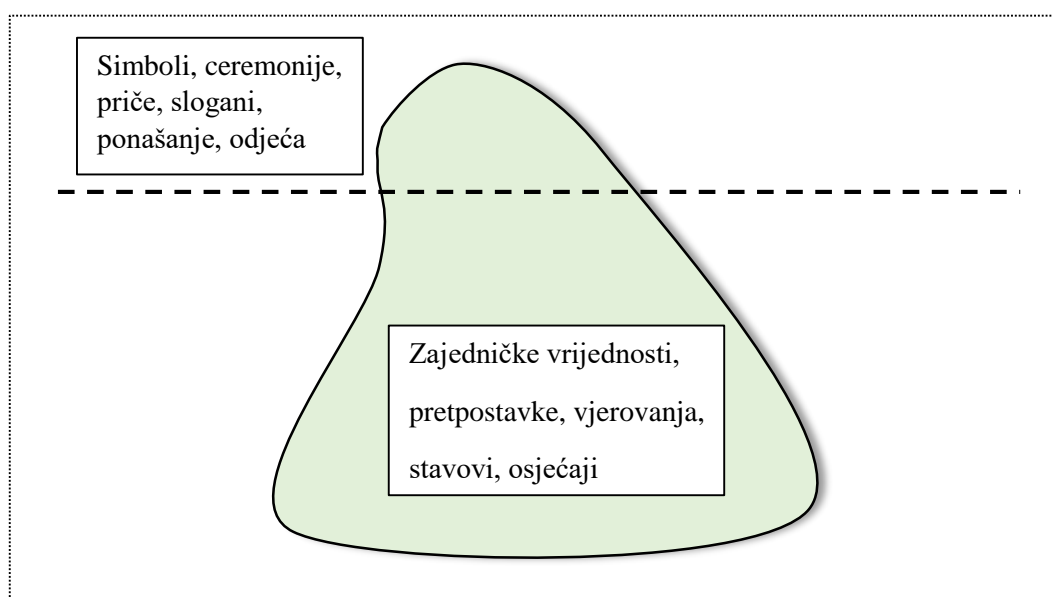 Simboli, ceremonije,
priče, slogani,
ponašanje, odjeća
Zajedničke vrijednosti,
pretpostavke, vjerovanja,
stavovi, osjećaji